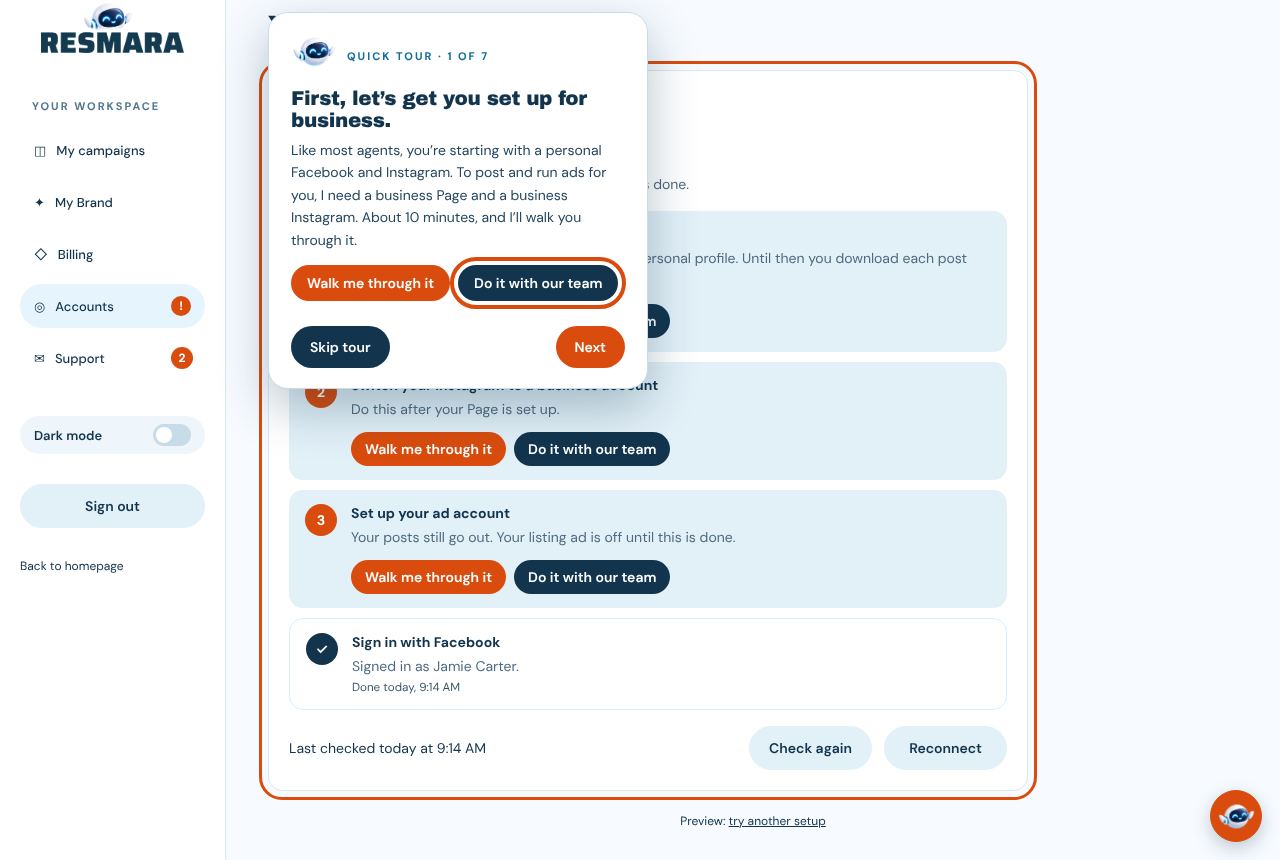 RESMARA
YOUR WORKSPACE
My campaigns
My Brand
Billing
Accounts
!
Support
2
Dark mode
Sign out
Back to homepage
QUICK TOUR · 1 OF 7
First, let’s get you set up for
business.
Like most agents, you’re starting with a personal
Facebook and Instagram. To post and run ads for
you, I need a business Page and a business
Instagram. About 10 minutes, and I’ll walk you
through it.
Walk me through it
Do it with our team
Skip tour
Next
done.
profile. Until then you download each post
2
Do this after your Page is set up.
Walk me through it
Do it with our team
3
Set up your ad account
Your posts still go out. Your listing ad is off until this is done.
Walk me through it
Do it with our team
Sign in with Facebook
Signed in as Jamie Carter.
Done today, 9:14 AM
Last checked today at 9:14 AM
Check again
Reconnect
Preview: try another setup